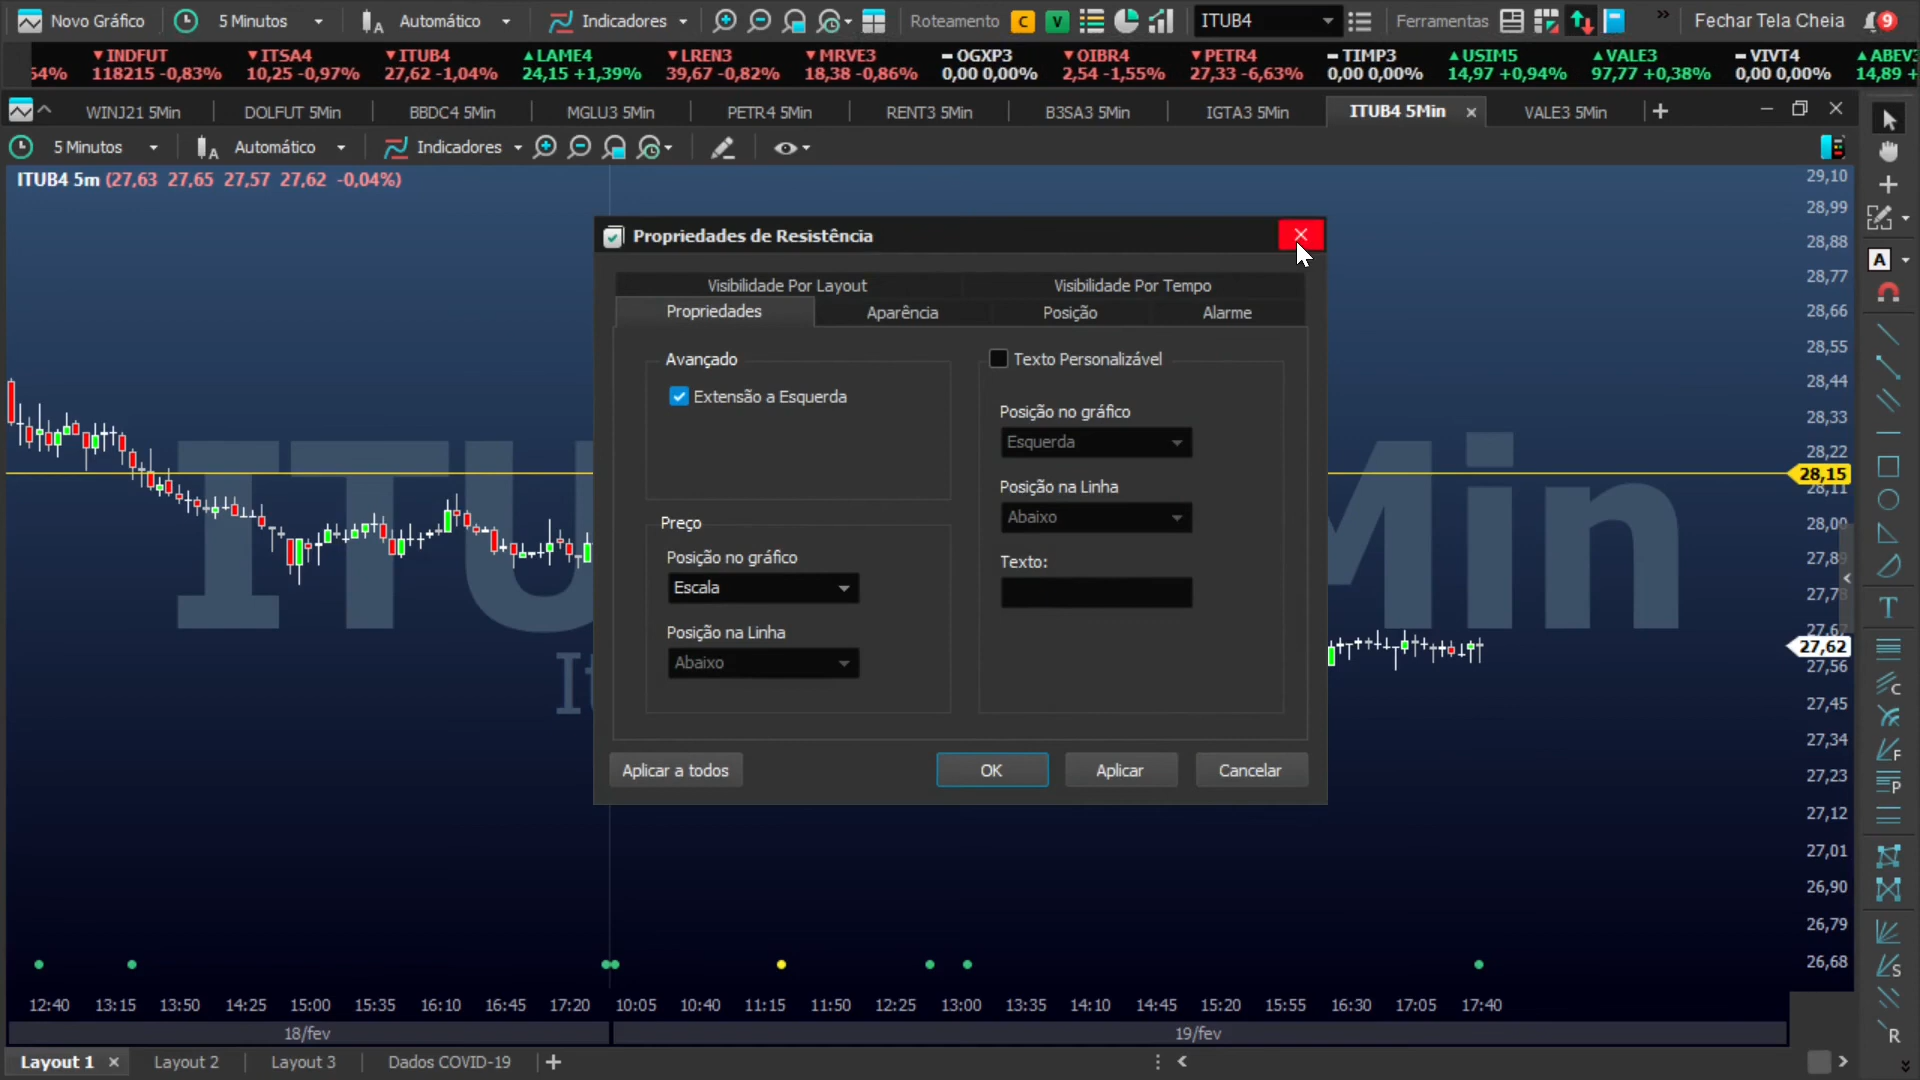 Novo Gráfico 5 Minutos Automático Indicadores Roteamento C V ITUB4 Ferramentas » Fechar Tela Cheia 9
INDFUT ITSA4 ITUB4 LAME4 LREN3 MRVE3 OGXP3 OIBR4 PETR4 TIMP3 USIM5 VALE3 VIVT4 ABEV3
54% 118215 -0,83% 10,25 -0,97% 27,62 -1,04% 24,15 +1,39% 39,67 -0,82% 18,38 -0,86% 0,00 0,00% 2,54 -1,55% 27,33 -6,63% 0,00 0,00% 14,97 +0,94% 97,77 +0,38% 0,00 0,00% 14,89 +
WINJ21 5Min DOLFUT 5Min BBDC4 5Min MGLU3 5Min PETR4 5Min RENT3 5Min B3SA3 5Min IGTA3 5Min ITUB4 5Min VALE3 5Min
5 Minutos Automático Indicadores
ITUB4 5m (27,63 27,65 27,57 27,62 -0,04%)
29,10
28,99
28,88
28,77
28,66
28,55
28,44
28,33
28,22
28,15
28,11
28,00
27,89
27,78
27,67
27,62
27,56
27,45
27,34
27,23
27,12
27,01
26,90
26,79
26,68
Propriedades de Resistência
Visibilidade Por Layout Visibilidade Por Tempo
Propriedades Aparência Posição Alarme
Avançado
Extensão a Esquerda
Preço
Posição no gráfico
Escala
Posição na Linha
Abaixo
Texto Personalizável
Posição no gráfico
Esquerda
Posição na Linha
Abaixo
Texto:
Aplicar a todos OK Aplicar Cancelar
12:40 13:15 13:50 14:25 15:00 15:35 16:10 16:45 17:20 10:05 10:40 11:15 11:50 12:25 13:00 13:35 14:10 14:45 15:20 15:55 16:30 17:05 17:40
18/fev 19/fev
Layout 1 Layout 2 Layout 3 Dados COVID-19
A
T
C
F
P
S
R